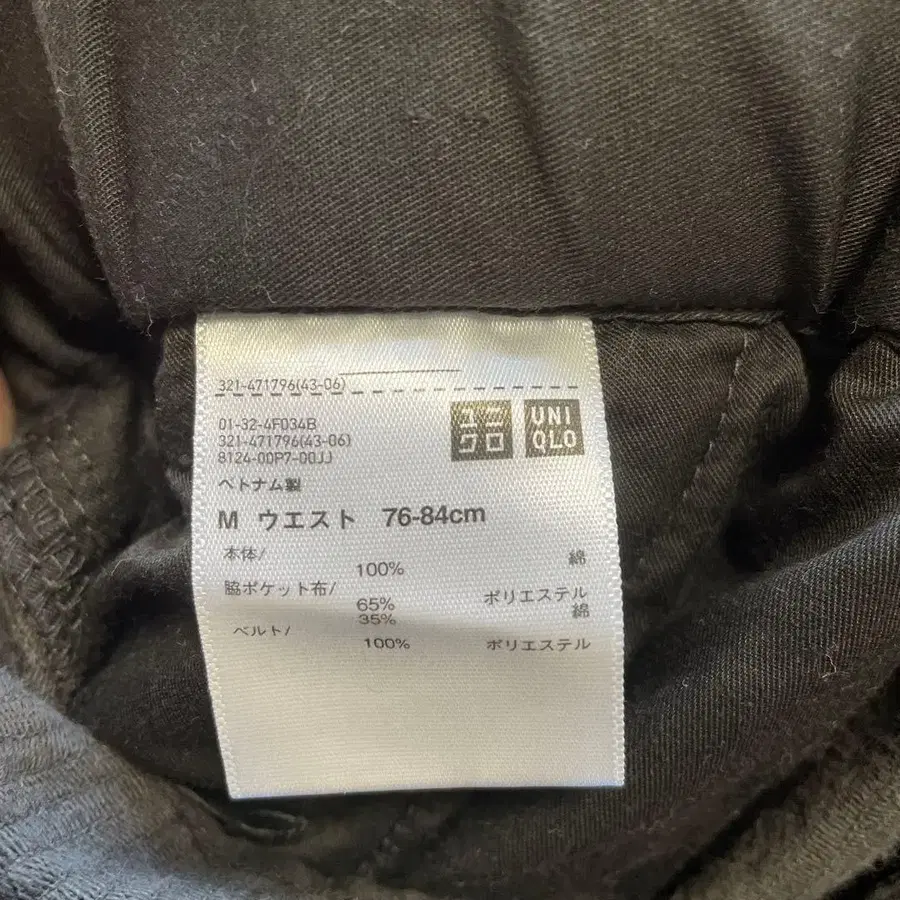 321-471796(43-06)
01-32-4F034B
321-471796(43-06)
8124-00P7-00JJ
ユニクロ
UNIQLO
ベトナム製
M ウエスト 76-84cm
本体/
100% 綿
脇ポケット布/
65% ポリエステル
35% 綿
ベルト/
100% ポリエステル